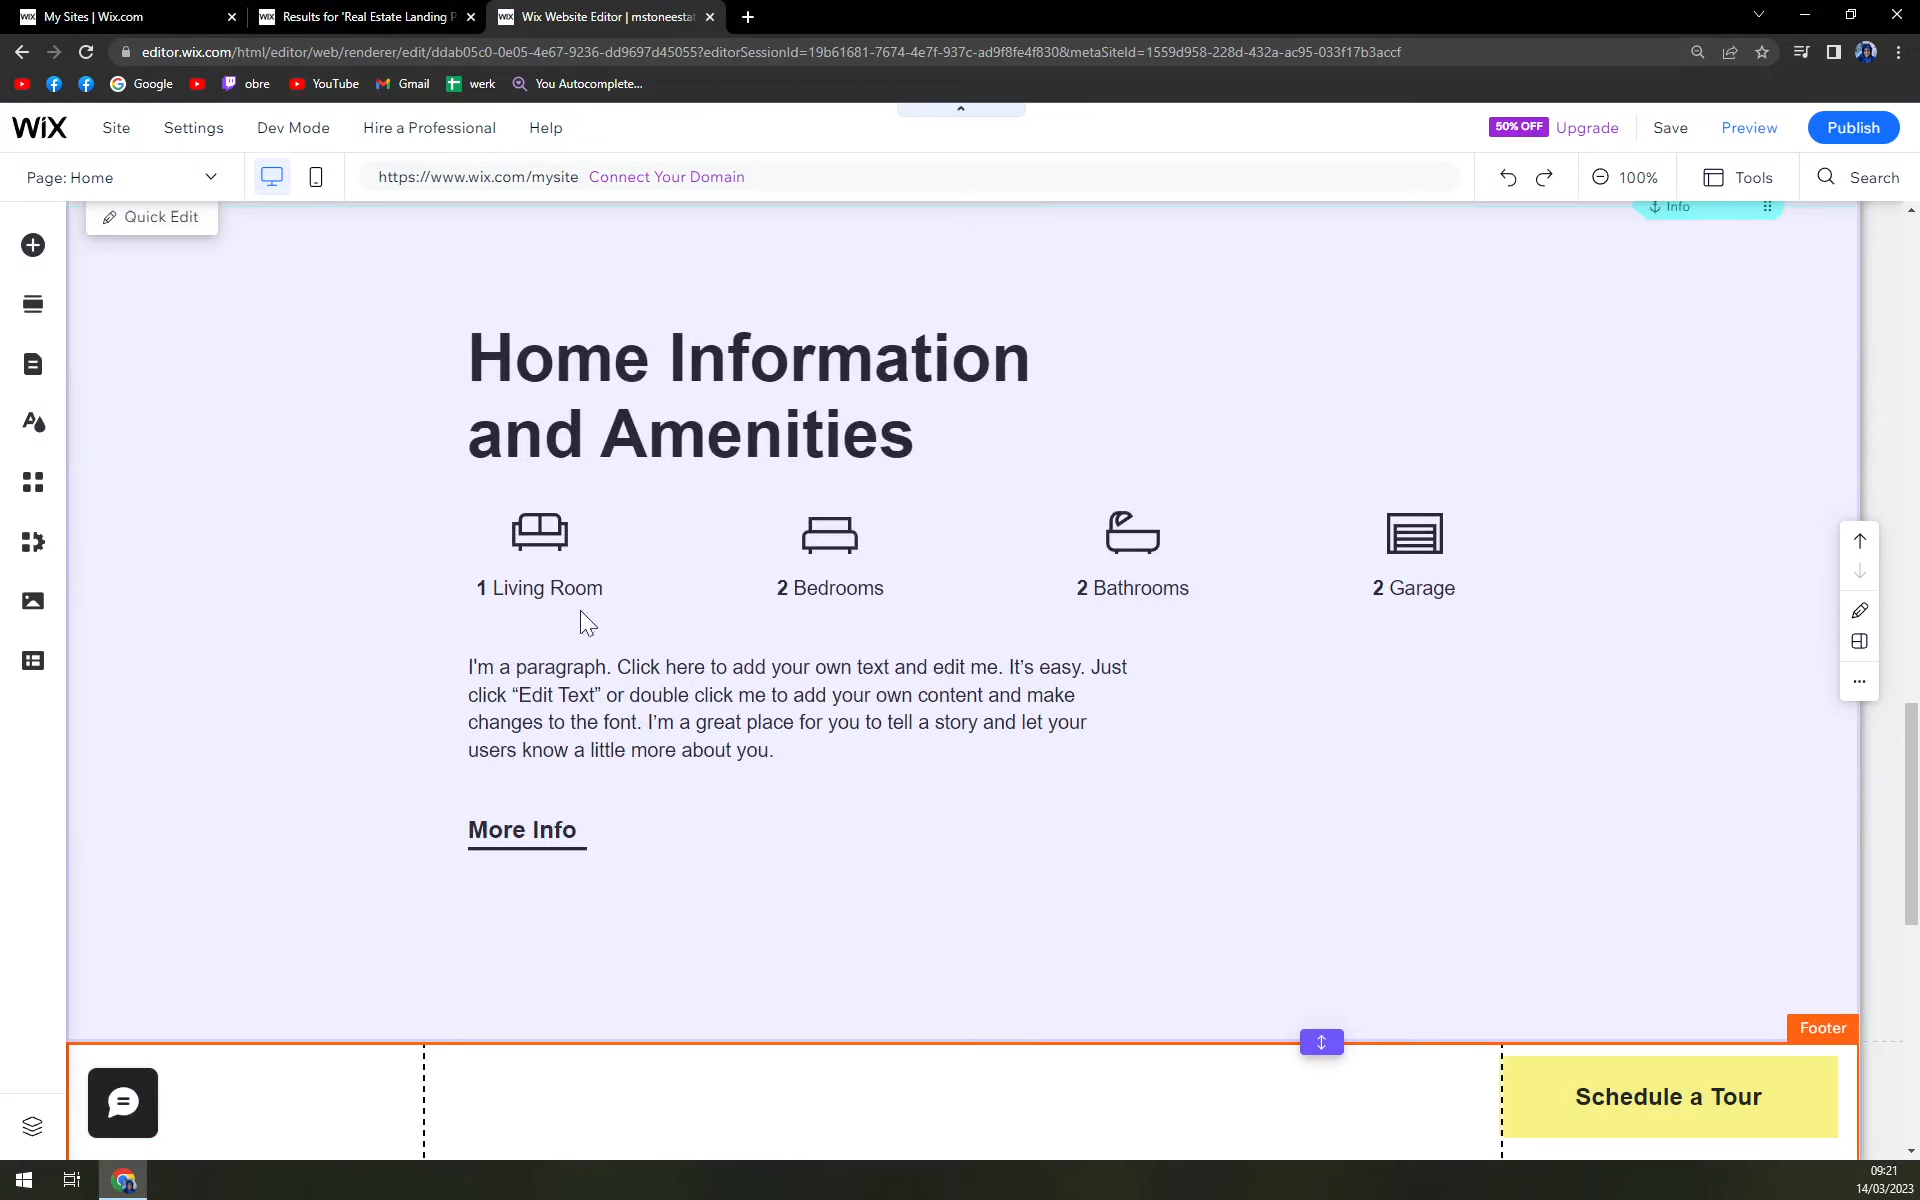 My Sites | Wix.com
Results for 'Real Estate Landing P
Wix Website Editor | mstoneestat
editor.wix.com/html/editor/web/renderer/edit/ddab05c0-0e05-4e67-9236-dd9697d45055?editorSessionId=19b61681-7674-4e7f-937c-ad9f8fe4f830&metaSiteId=1559d958-228d-432a-ac95-033f17b3accf
Google
obre
YouTube
Gmail
werk
You Autocomplete...
WiX
Site
Settings
Dev Mode
Hire a Professional
Help
50% OFF
Upgrade
Save
Preview
Publish
Page: Home
https://www.wix.com/mysite Connect Your Domain
100%
Tools
Search
Quick Edit
Info
Home Information
and Amenities
1 Living Room
2 Bedrooms
2 Bathrooms
2 Garage
I'm a paragraph. Click here to add your own text and edit me. It’s easy. Just
click “Edit Text” or double click me to add your own content and make
changes to the font. I’m a great place for you to tell a story and let your
users know a little more about you.
More Info
Footer
Schedule a Tour
09:21
14/03/2023